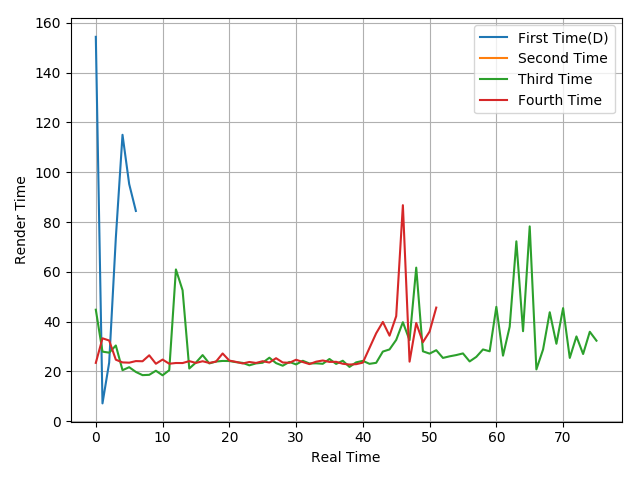 160
140
120
100
80
60
40
20
0
Render Time
First Time(D)
Second Time
Third Time
Fourth Time
0 10 20 30 40 50 60 70
Real Time